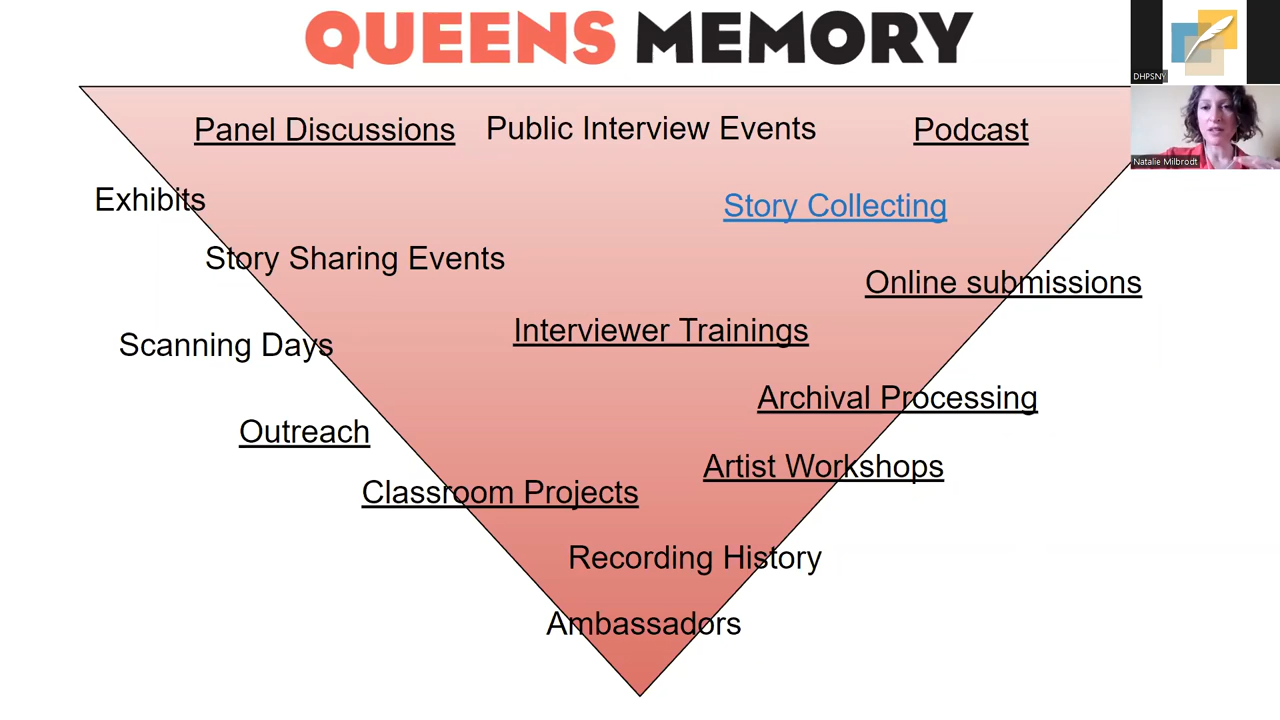 QUEENS MEMORY
DHPSNY
Natalie Milbrodt
Panel Discussions
Public Interview Events
Podcast
Exhibits
Story Collecting
Story Sharing Events
Online submissions
Interviewer Trainings
Scanning Days
Archival Processing
Outreach
Artist Workshops
Classroom Projects
Recording History
Ambassadors